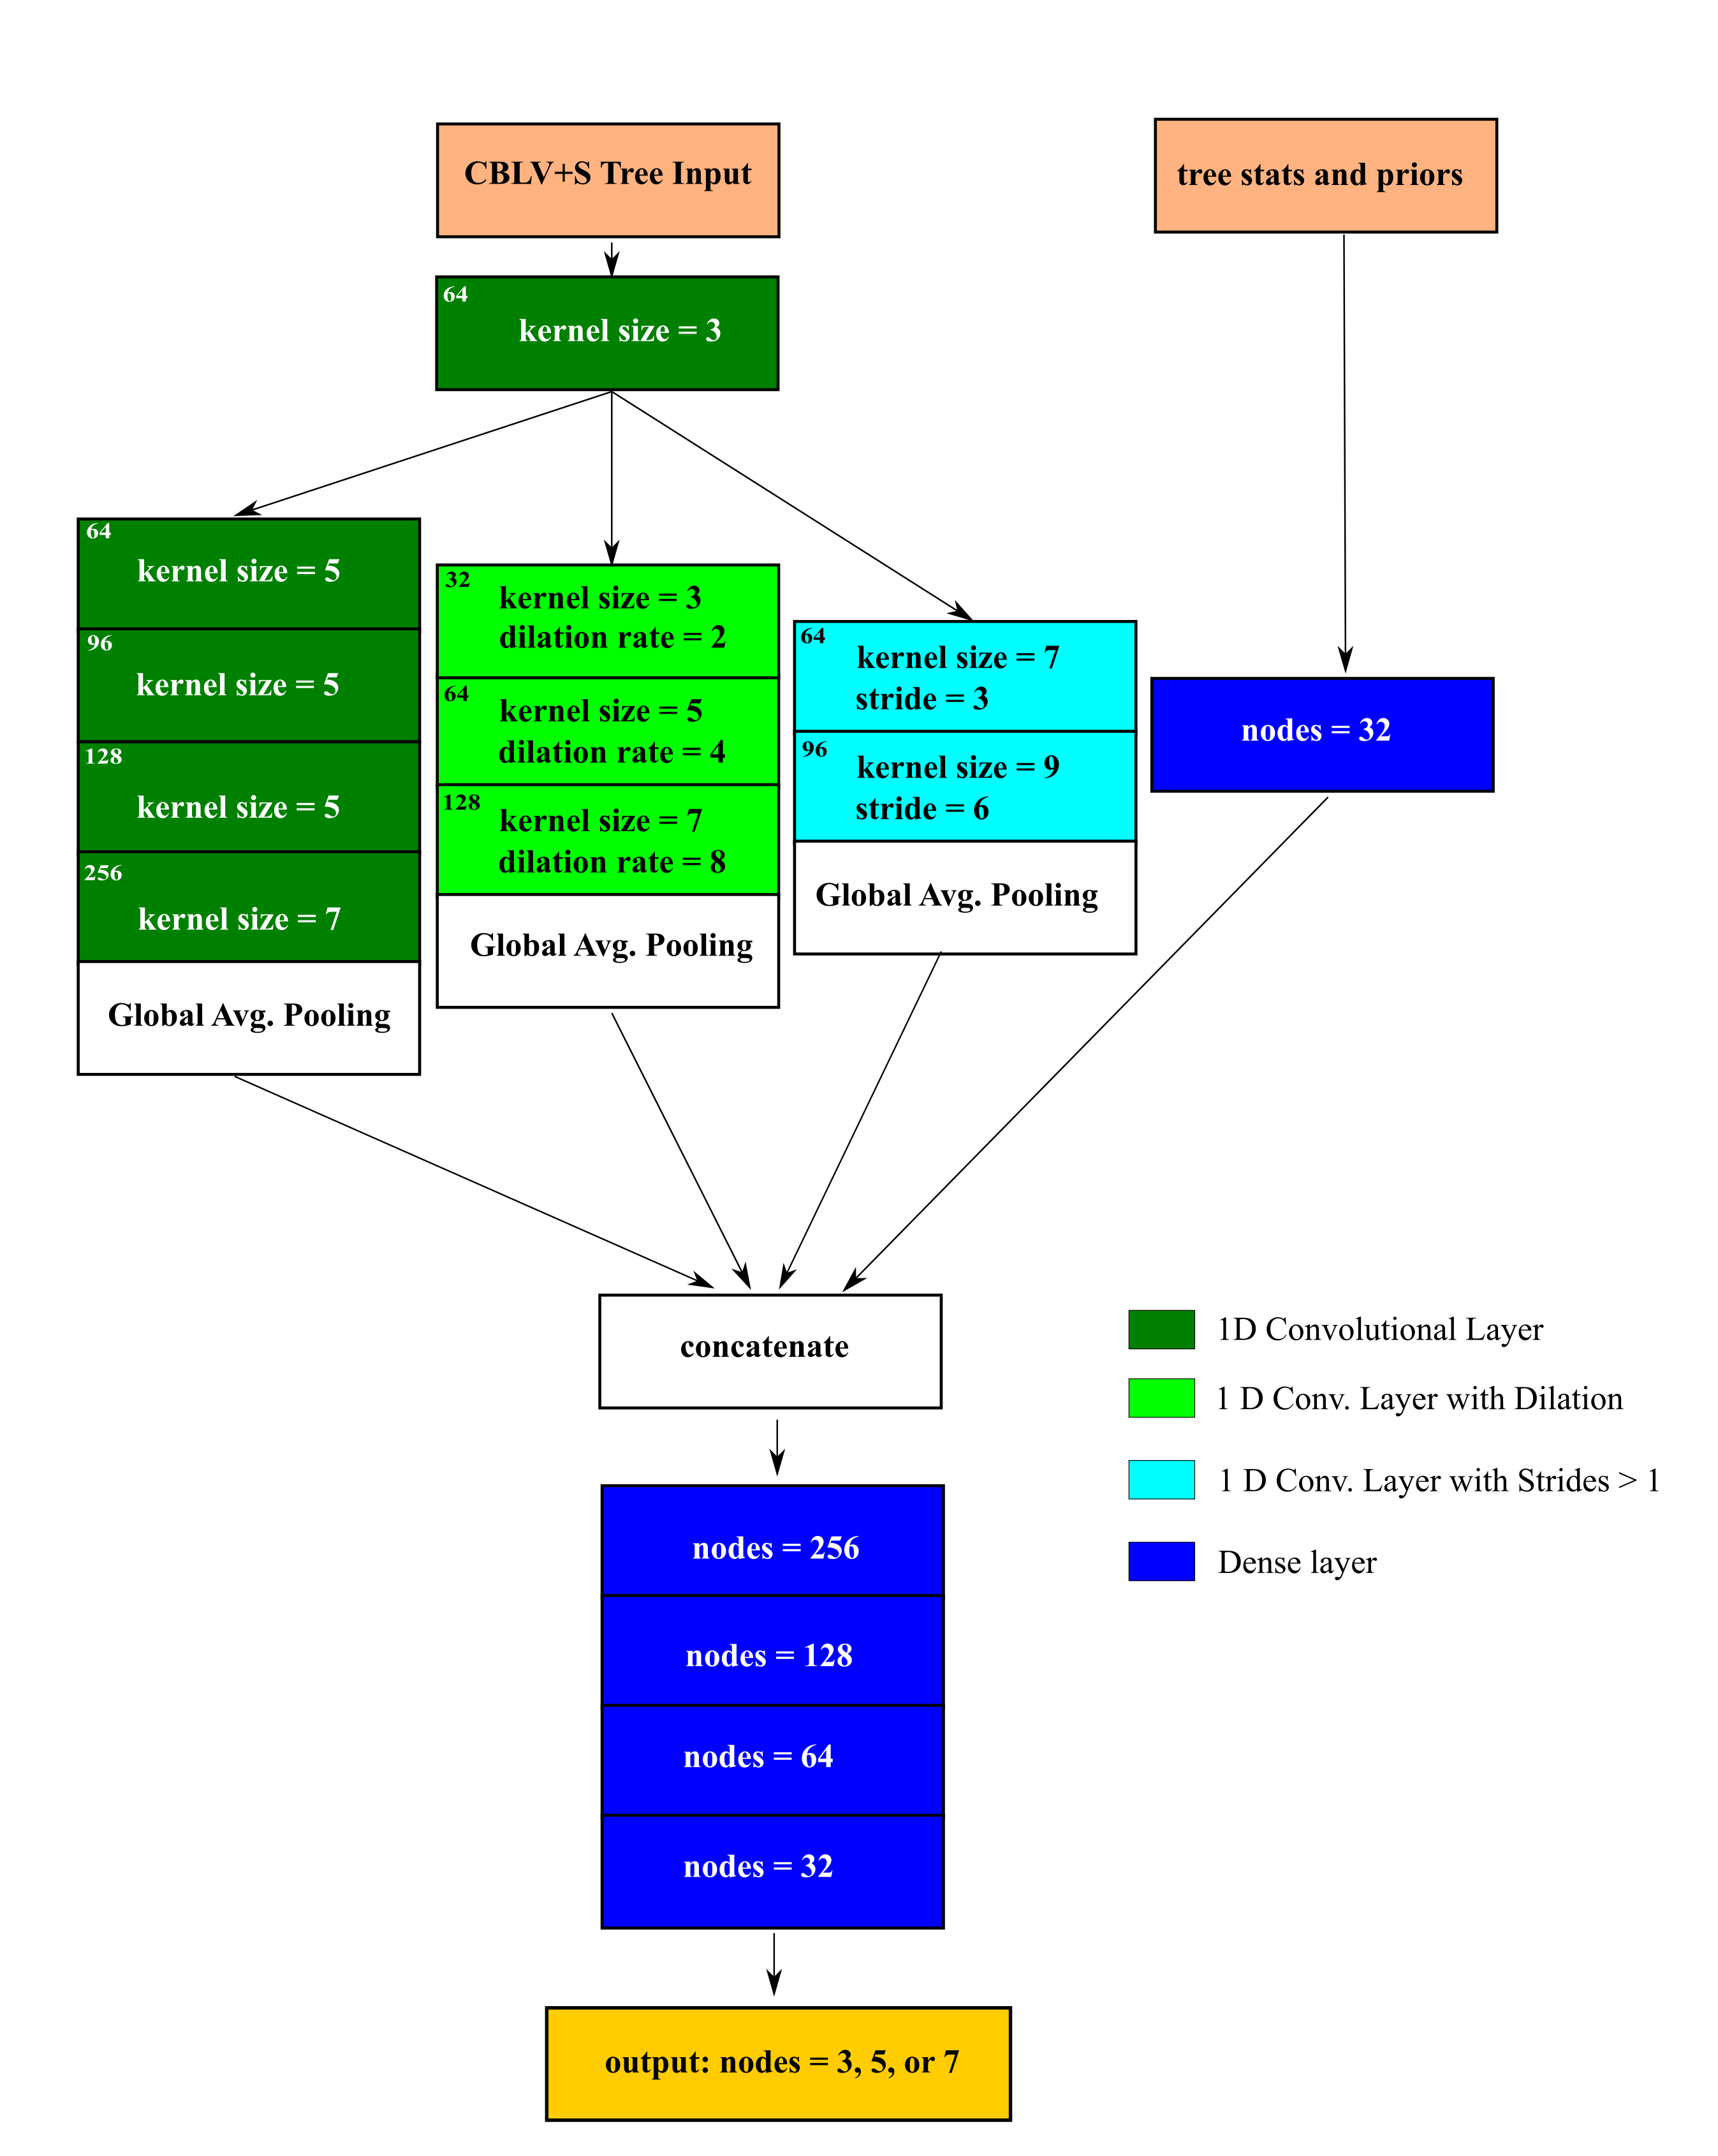 CBLV+S Tree Input
tree stats and priors
64
kernel size = 3
64
kernel size = 5
96
kernel size = 5
128
kernel size = 5
256
kernel size = 7
Global Avg. Pooling
32
kernel size = 3
dilation rate = 2
64
kernel size = 5
dilation rate = 4
128
kernel size = 7
dilation rate = 8
Global Avg. Pooling
64
kernel size = 7
stride = 3
96
kernel size = 9
stride = 6
Global Avg. Pooling
nodes = 32
concatenate
1D Convolutional Layer
1 D Conv. Layer with Dilation
1 D Conv. Layer with Strides > 1
Dense layer
nodes = 256
nodes = 128
nodes = 64
nodes = 32
output: nodes = 3, 5, or 7